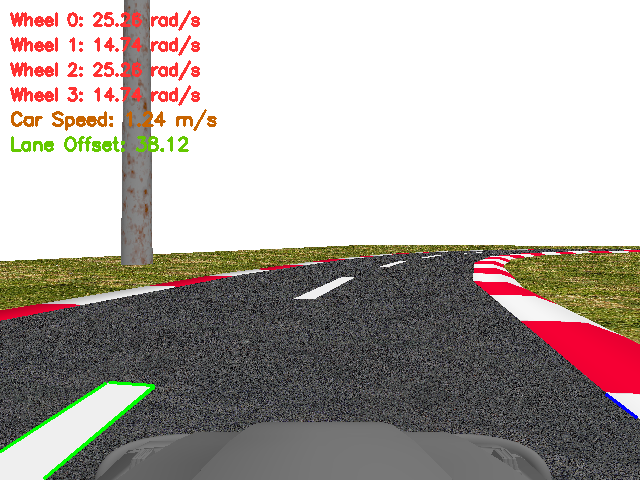 Wheel 0: 25.26 rad/s
Wheel 1: 14.74 rad/s
Wheel 2: 25.26 rad/s
Wheel 3: 14.74 rad/s
Car Speed: 1.24 m/s
Lane Offset: 38.12